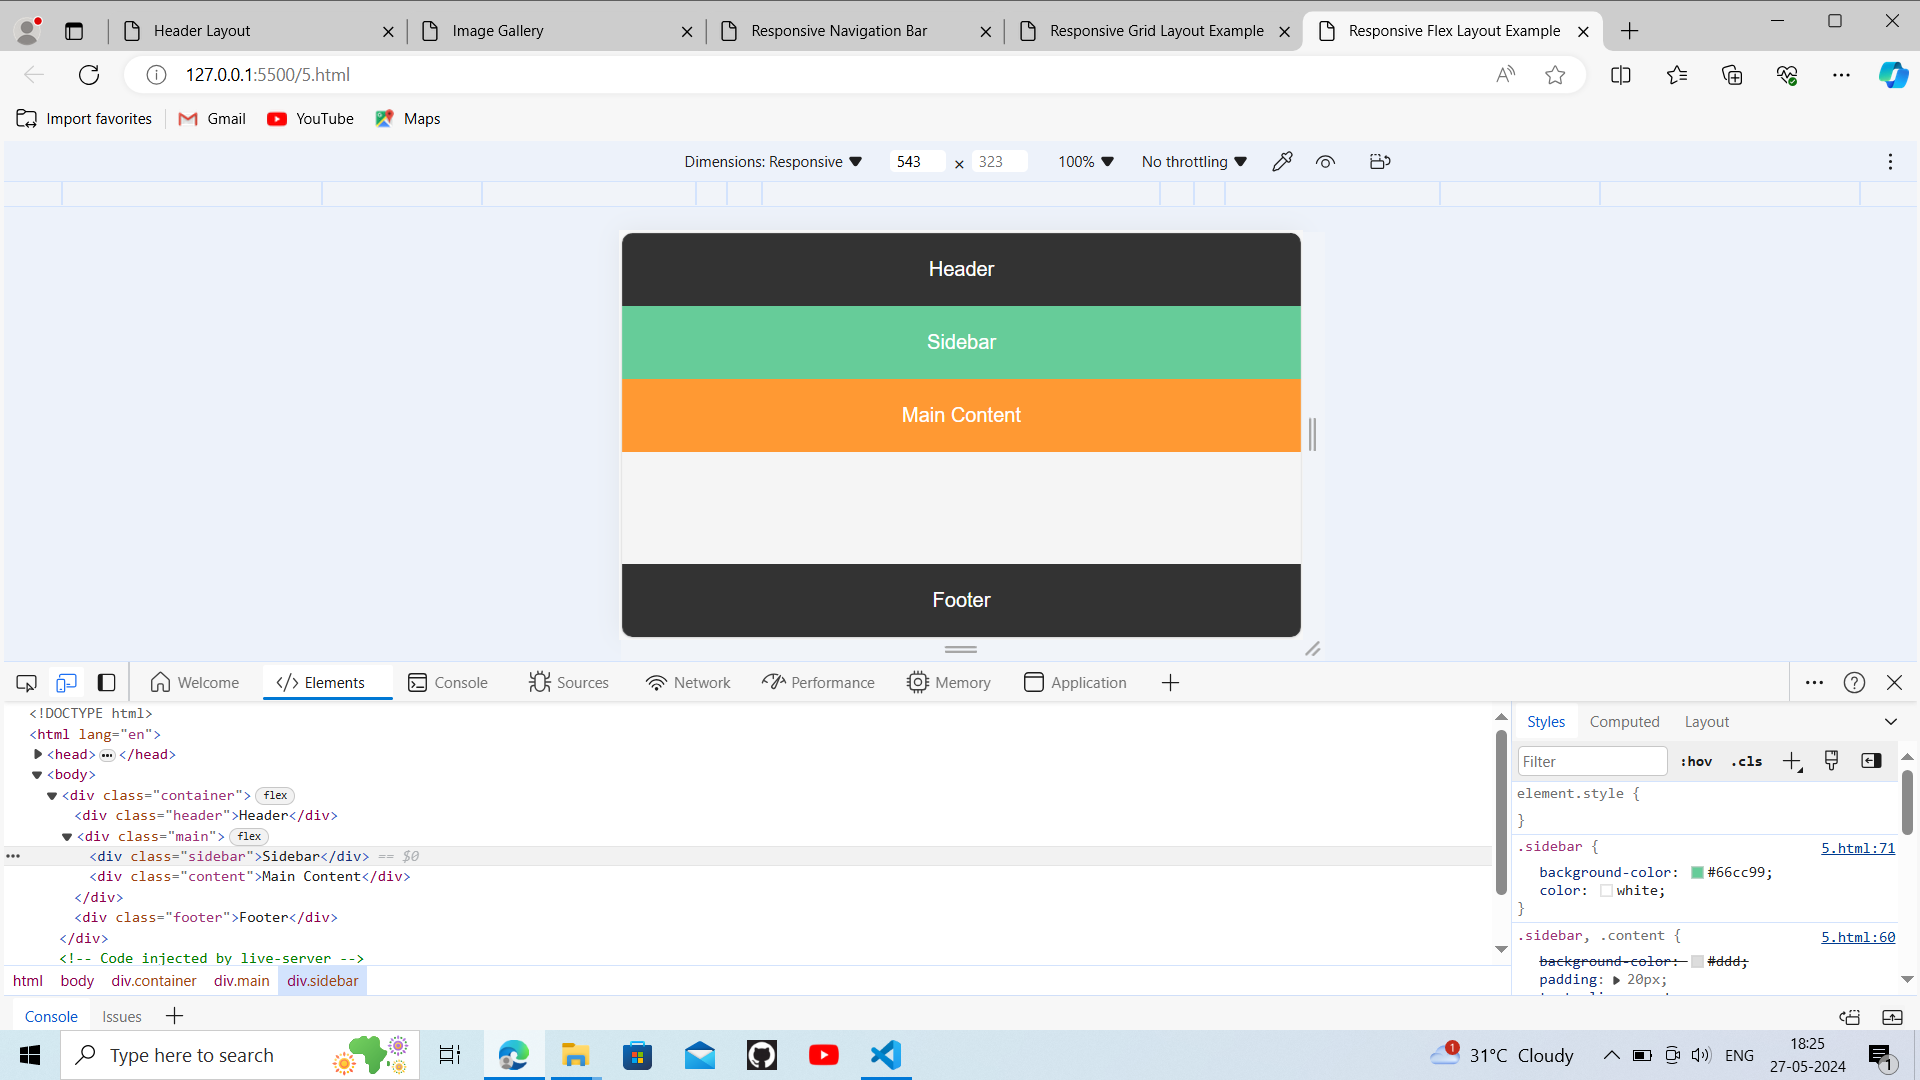 Header Layout
Image Gallery
Responsive Navigation Bar
Responsive Grid Layout Example
Responsive Flex Layout Example
127.0.0.1:5500/5.html
Import favorites
Gmail
YouTube
Maps
Dimensions: Responsive
543 × 323
100%
No throttling
Header
Sidebar
Main Content
Footer
Welcome
Elements
Console
Sources
Network
Performance
Memory
Application
<!DOCTYPE html>
<html lang="en">
<head> ••• </head>
<body>
<div class="container"> flex
<div class="header">Header</div>
<div class="main"> flex
<div class="sidebar">Sidebar</div> == $0
<div class="content">Main Content</div>
</div>
<div class="footer">Footer</div>
</div>
<!-- Code injected by live-server -->
html body div.container div.main div.sidebar
Styles Computed Layout
Filter :hov .cls
element.style {
}
.sidebar { 5.html:71
background-color: #66cc99;
color: white;
}
.sidebar, .content { 5.html:60
background-color: #ddd;
padding: 20px;
Console Issues
Type here to search
1
31°C Cloudy
ENG
18:25
27-05-2024
1